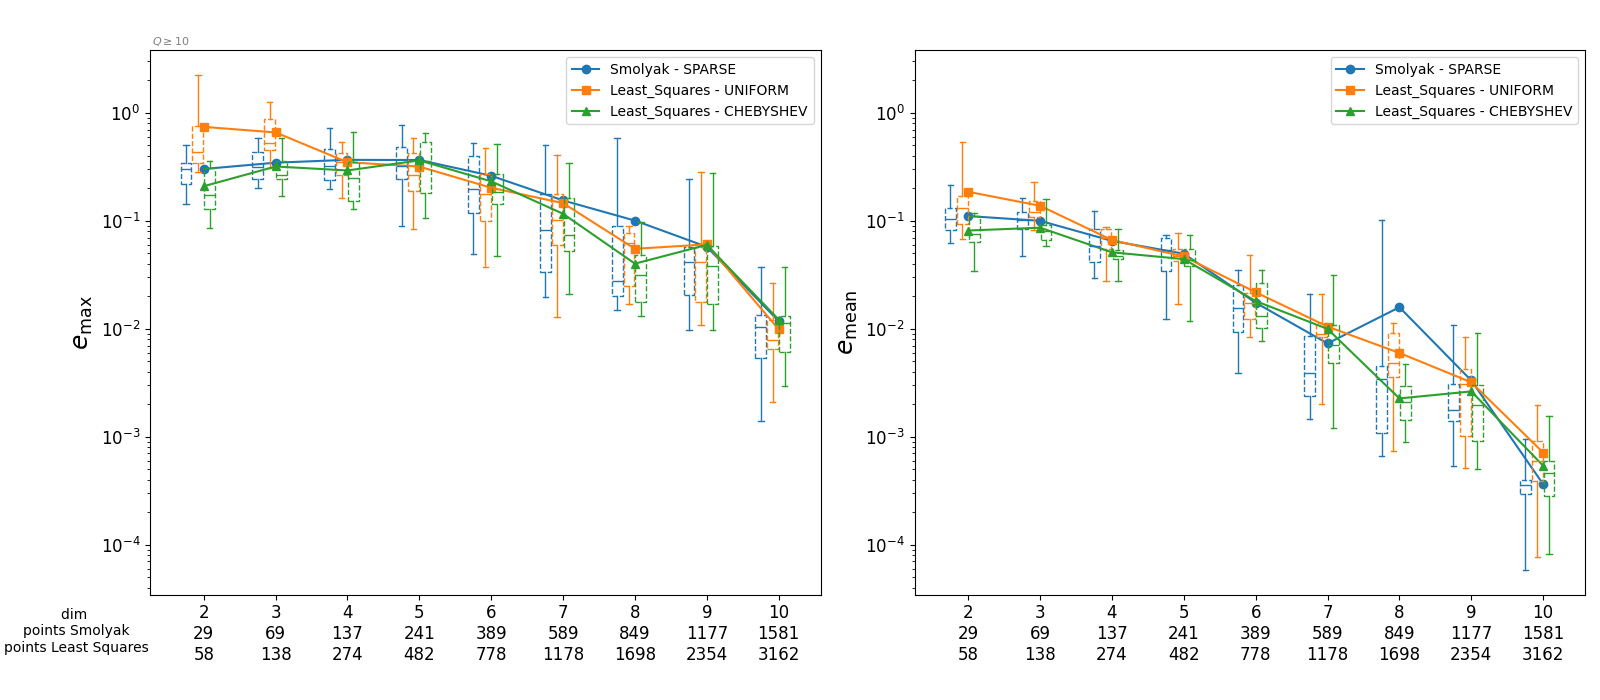 Q ≥ 10
Smolyak - SPARSE
Least_Squares - UNIFORM
Least_Squares - CHEBYSHEV
10⁰
10⁻¹
10⁻²
10⁻³
10⁻⁴
e_max
Smolyak - SPARSE
Least_Squares - UNIFORM
Least_Squares - CHEBYSHEV
10⁰
10⁻¹
10⁻²
10⁻³
10⁻⁴
e_mean
dim 2 3 4 5 6 7 8 9 10 2 3 4 5 6 7 8 9 10
points Smolyak 29 69 137 241 389 589 849 1177 1581 29 69 137 241 389 589 849 1177 1581
points Least Squares 58 138 274 482 778 1178 1698 2354 3162 58 138 274 482 778 1178 1698 2354 3162